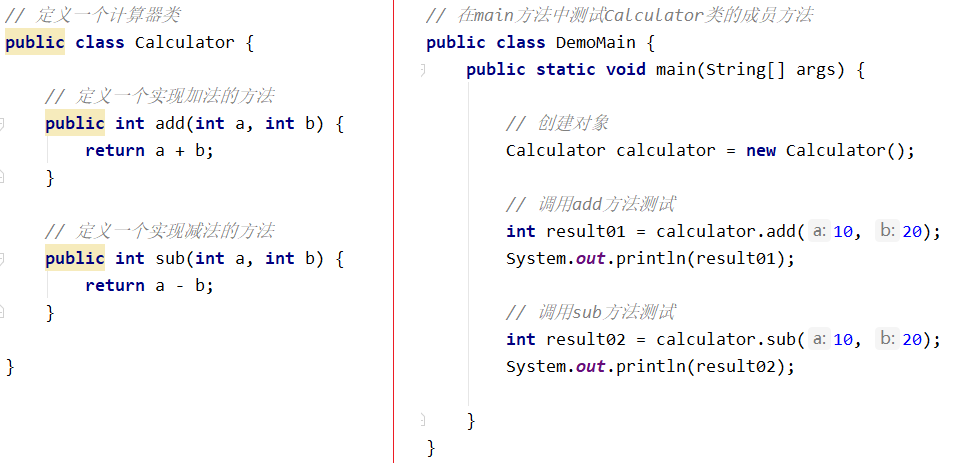 // 定义一个计算器类
public class Calculator {
// 定义一个实现加法的方法
public int add(int a, int b) {
return a + b;
}
// 定义一个实现减法的方法
public int sub(int a, int b) {
return a - b;
}
}
// 在main方法中测试Calculator类的成员方法
public class DemoMain {
public static void main(String[] args) {
// 创建对象
Calculator calculator = new Calculator();
// 调用add方法测试
int result01 = calculator.add( a: 10, b: 20);
System.out.println(result01);
// 调用sub方法测试
int result02 = calculator.sub( a: 10, b: 20);
System.out.println(result02);
}
}